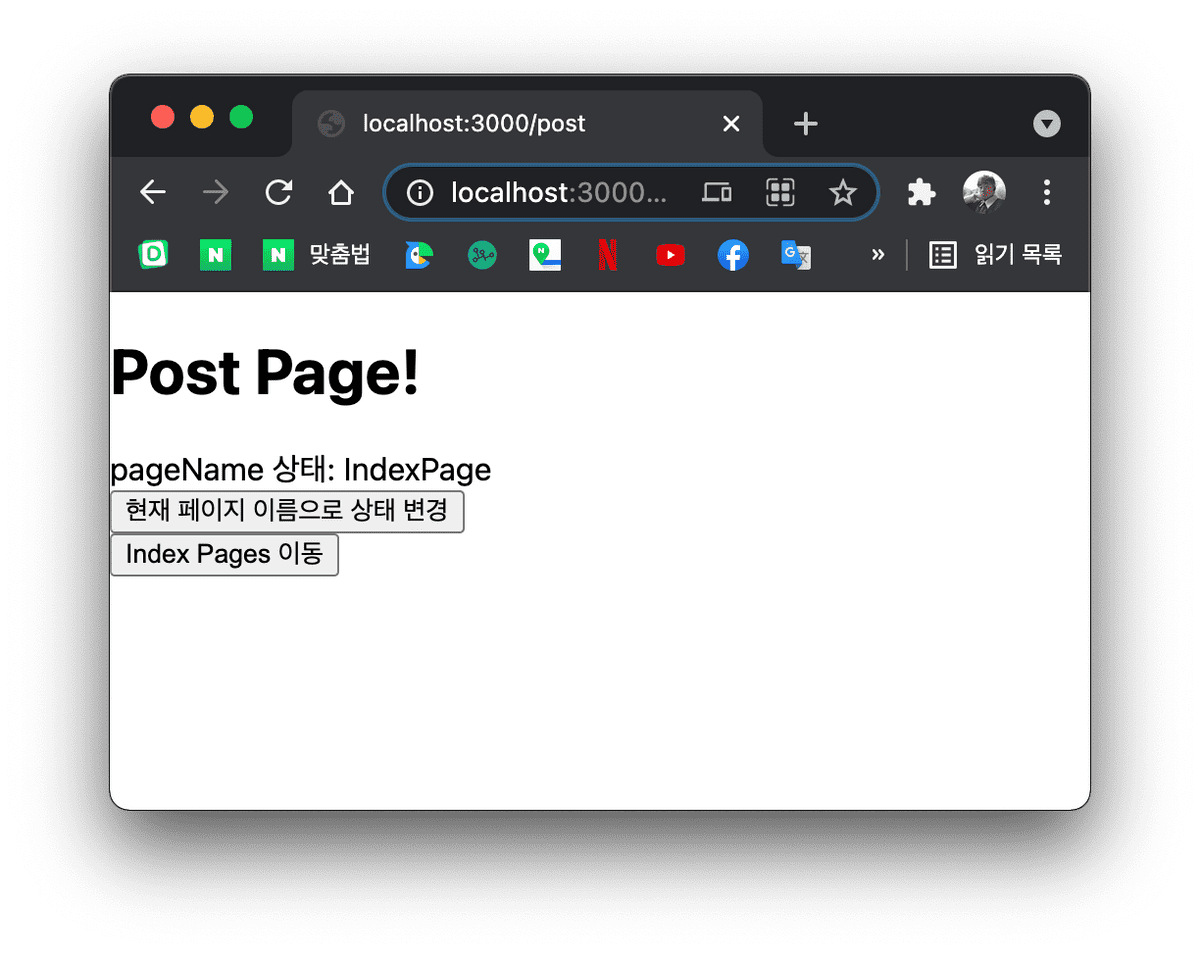 localhost:3000/post
localhost:3000...
맞춤법
읽기 목록
Post Page!
pageName 상태: IndexPage
현재 페이지 이름으로 상태 변경
Index Pages 이동